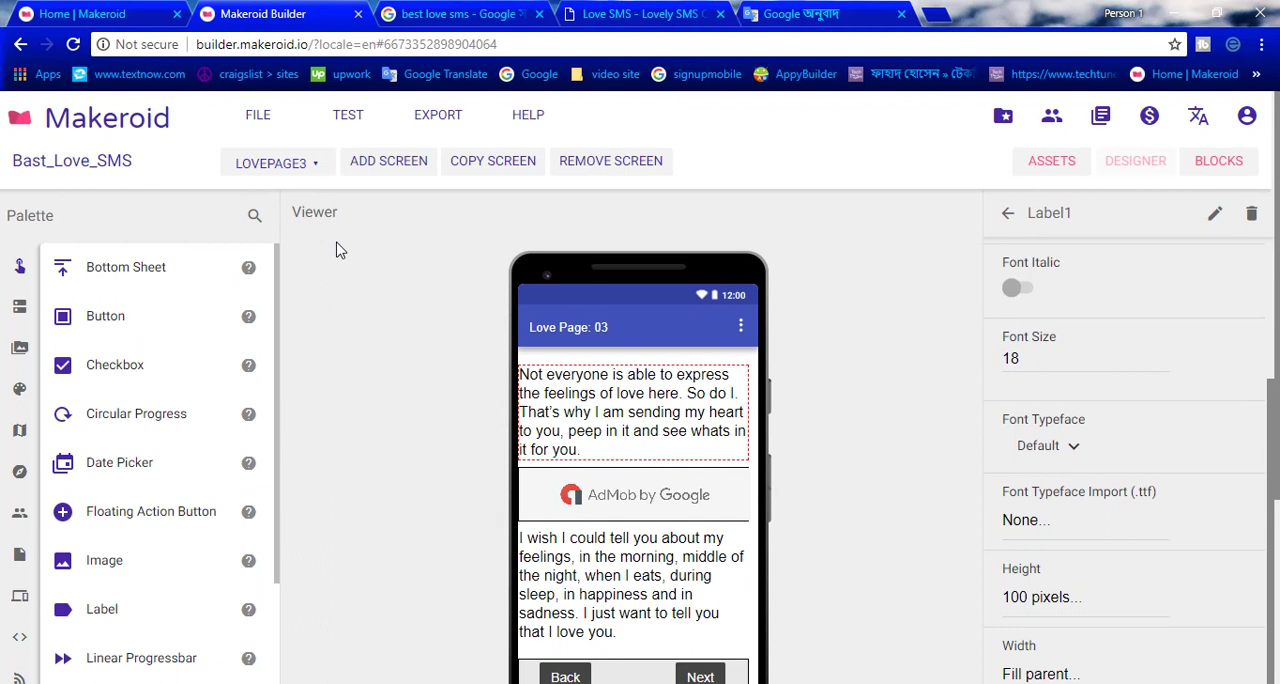 Home | Makeroid
Makeroid Builder
best love sms - Google স
Love SMS - Lovely SMS C
Google অনুবাদ
Person 1
Not secure
builder.makeroid.io/?locale=en#6673352898904064
Apps
www.textnow.com
craigslist > sites
upwork
Google Translate
Google
video site
signupmobile
AppyBuilder
ফাহাদ হোসেন » টেক
https://www.techtun
Home | Makeroid
»
Makeroid
FILE
TEST
EXPORT
HELP
Bast_Love_SMS
LOVEPAGE3
ADD SCREEN
COPY SCREEN
REMOVE SCREEN
ASSETS
DESIGNER
BLOCKS
Palette
Viewer
Label1
Bottom Sheet
Button
Checkbox
Circular Progress
Date Picker
Floating Action Button
Image
Label
Linear Progressbar
12:00
Love Page: 03
Not everyone is able to express
the feelings of love here. So do I.
That's why I am sending my heart
to you, peep in it and see whats in
it for you.
AdMob by Google
I wish I could tell you about my
feelings, in the morning, middle of
the night, when I eats, during
sleep, in happiness and in
sadness. I just want to tell you
that I love you.
Back
Next
Font Italic
Font Size
18
Font Typeface
Default
Font Typeface Import (.ttf)
None...
Height
100 pixels...
Width
Fill parent...